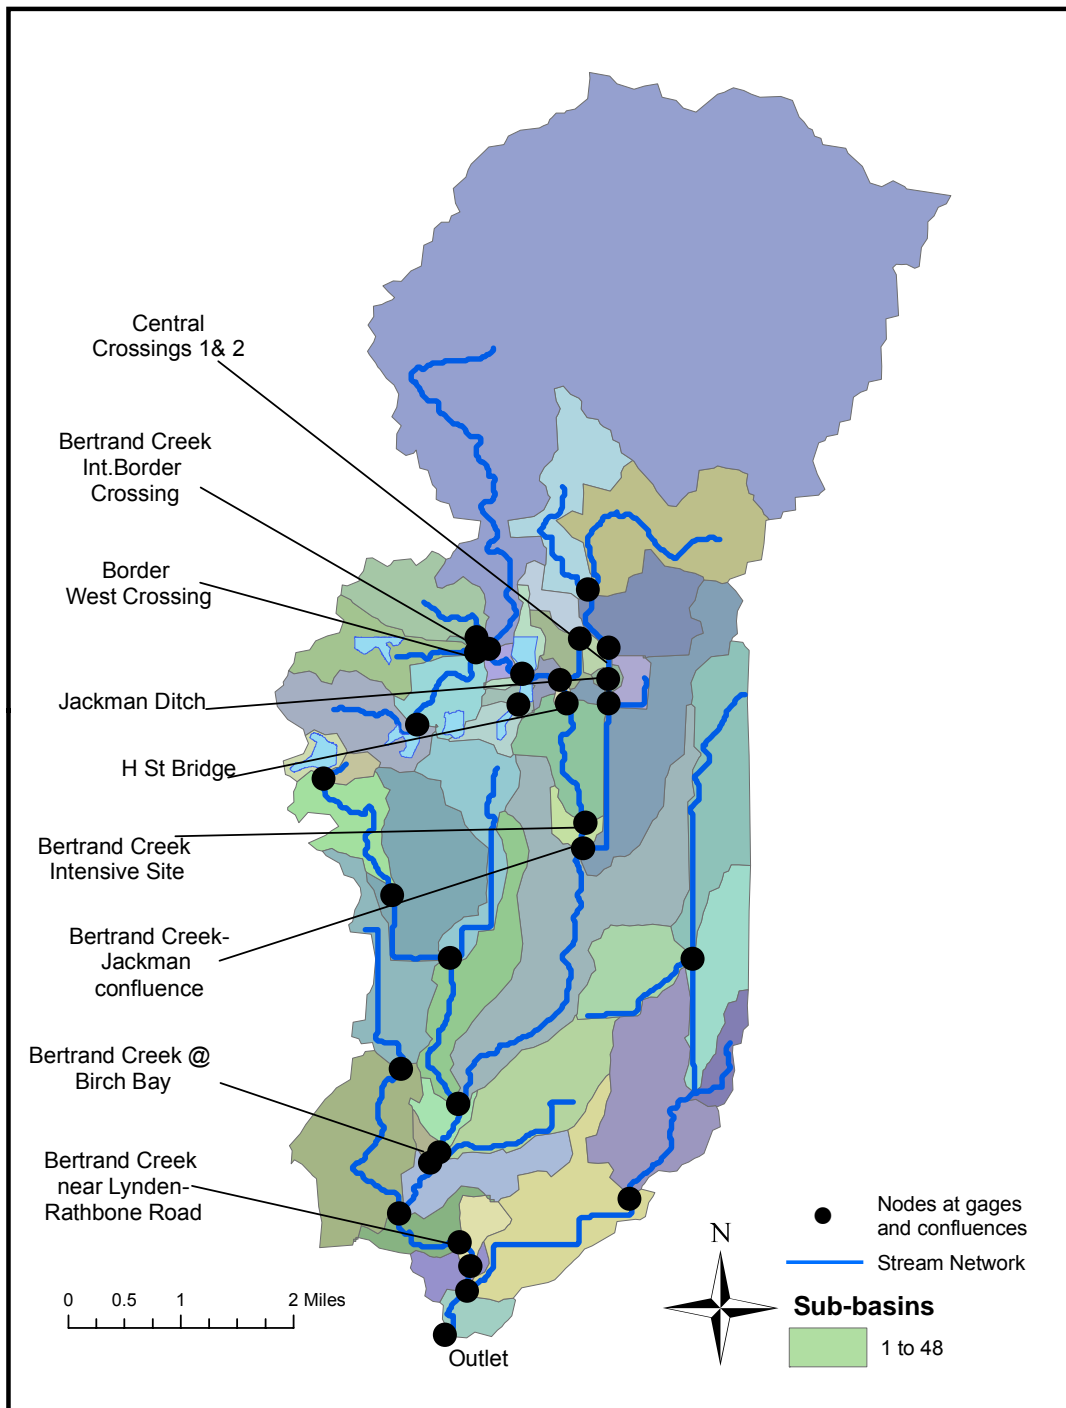 Central
Crossings 1& 2
Bertrand Creek
Int.Border
Crossing
Border
West Crossing
Jackman Ditch
H St Bridge
Bertrand Creek
Intensive Site
Bertrand Creek-
Jackman
confluence
Bertrand Creek @
Birch Bay
Bertrand Creek
near Lynden-
Rathbone Road
Nodes at gages
and confluences
N
Stream Network
0 0.5 1 2 Miles
Sub-basins
1 to 48
Outlet